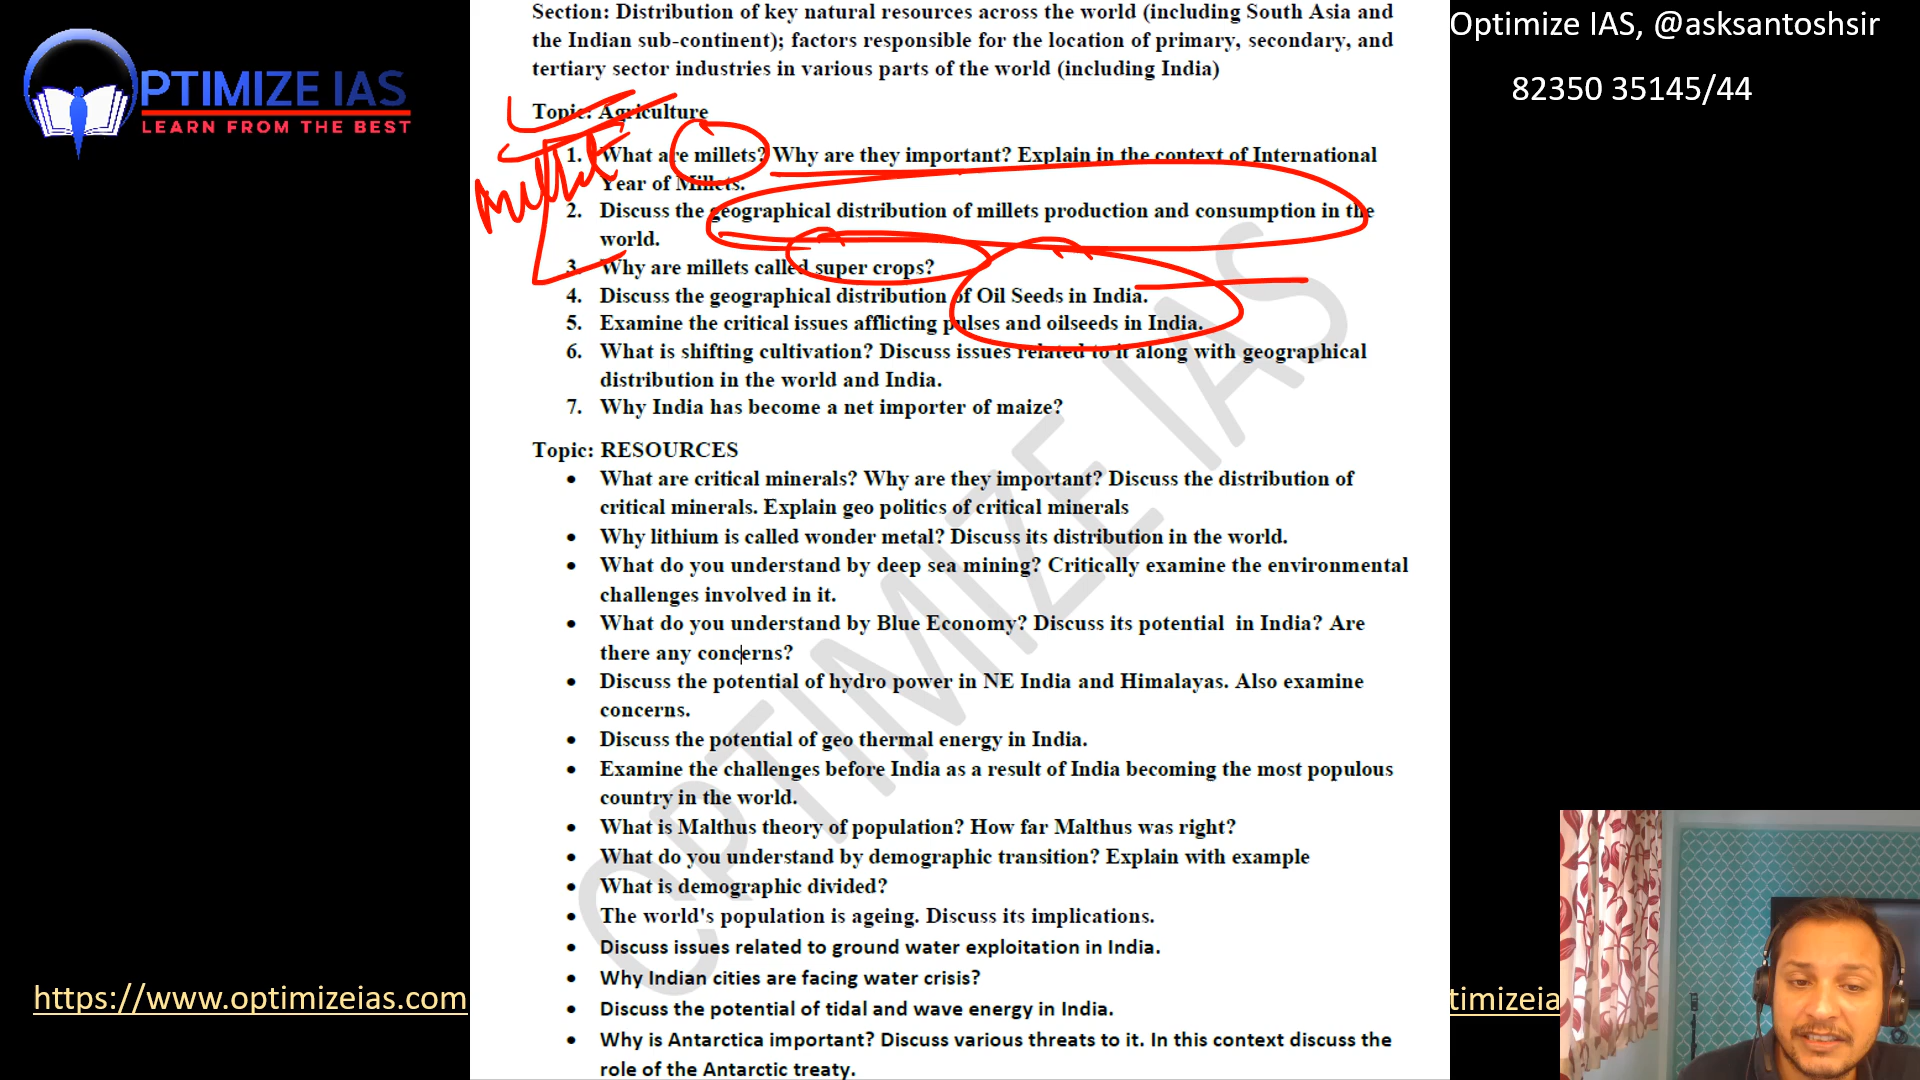 PTIMIZE IAS
LEARN FROM THE BEST
Optimize IAS, @asksantoshsir
82350 35145/44
Section: Distribution of key natural resources across the world (including South Asia and
the Indian sub-continent); factors responsible for the location of primary, secondary, and
tertiary sector industries in various parts of the world (including India)
Topic: Agriculture
millet
1. What are millets? Why are they important? Explain in the context of International
Year of Millets.
2. Discuss the geographical distribution of millets production and consumption in the
world.
3. Why are millets called super crops?
4. Discuss the geographical distribution of Oil Seeds in India.
5. Examine the critical issues afflicting pulses and oilseeds in India.
6. What is shifting cultivation? Discuss issues related to it along with geographical
distribution in the world and India.
7. Why India has become a net importer of maize?
Topic: RESOURCES
• What are critical minerals? Why are they important? Discuss the distribution of
critical minerals. Explain geo politics of critical minerals
• Why lithium is called wonder metal? Discuss its distribution in the world.
• What do you understand by deep sea mining? Critically examine the environmental
challenges involved in it.
• What do you understand by Blue Economy? Discuss its potential in India? Are
there any concerns?
• Discuss the potential of hydro power in NE India and Himalayas. Also examine
concerns.
• Discuss the potential of geo thermal energy in India.
• Examine the challenges before India as a result of India becoming the most populous
country in the world.
• What is Malthus theory of population? How far Malthus was right?
• What do you understand by demographic transition? Explain with example
• What is demographic divided?
• The world's population is ageing. Discuss its implications.
• Discuss issues related to ground water exploitation in India.
• Why Indian cities are facing water crisis?
• Discuss the potential of tidal and wave energy in India.
• Why is Antarctica important? Discuss various threats to it. In this context discuss the
role of the Antarctic treaty.
OPTIMIZE IAS
https://www.optimizeias.com
timizeia